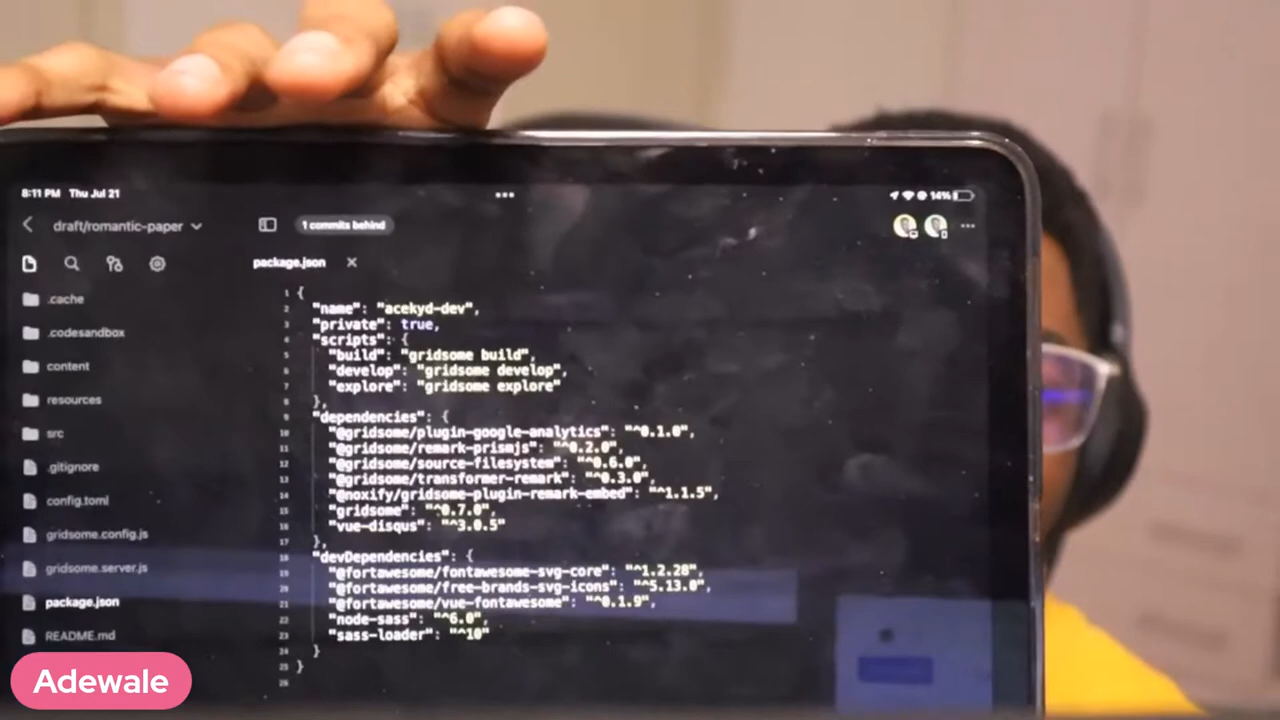 8:11 PM Thu Jul 21
14%
draft/romantic-paper
1 commits behind
package.json
.cache
.codesandbox
content
resources
src
.gitignore
config.toml
gridsome.config.js
gridsome.server.js
package.json
README.md
1 {
2 "name": "acekyd-dev",
3 "private": true,
4 "scripts": {
5 "build": "gridsome build",
6 "develop": "gridsome develop",
7 "explore": "gridsome explore"
8 },
9 "dependencies": {
10 "@gridsome/plugin-google-analytics": "^0.1.0",
11 "@gridsome/remark-prismjs": "^0.2.0",
12 "@gridsome/source-filesystem": "^0.6.0",
13 "@gridsome/transformer-remark": "^0.3.0",
14 "@noxify/gridsome-plugin-remark-embed": "^1.1.5",
15 "gridsome": "^0.7.0",
16 "vue-disqus": "^3.0.5"
17 },
18 "devDependencies": {
19 "@fortawesome/fontawesome-svg-core": "^1.2.28",
20 "@fortawesome/free-brands-svg-icons": "^5.13.0",
21 "@fortawesome/vue-fontawesome": "^0.1.9",
22 "node-sass": "^6.0",
23 "sass-loader": "^10"
24 }
25 }
26
Adewale